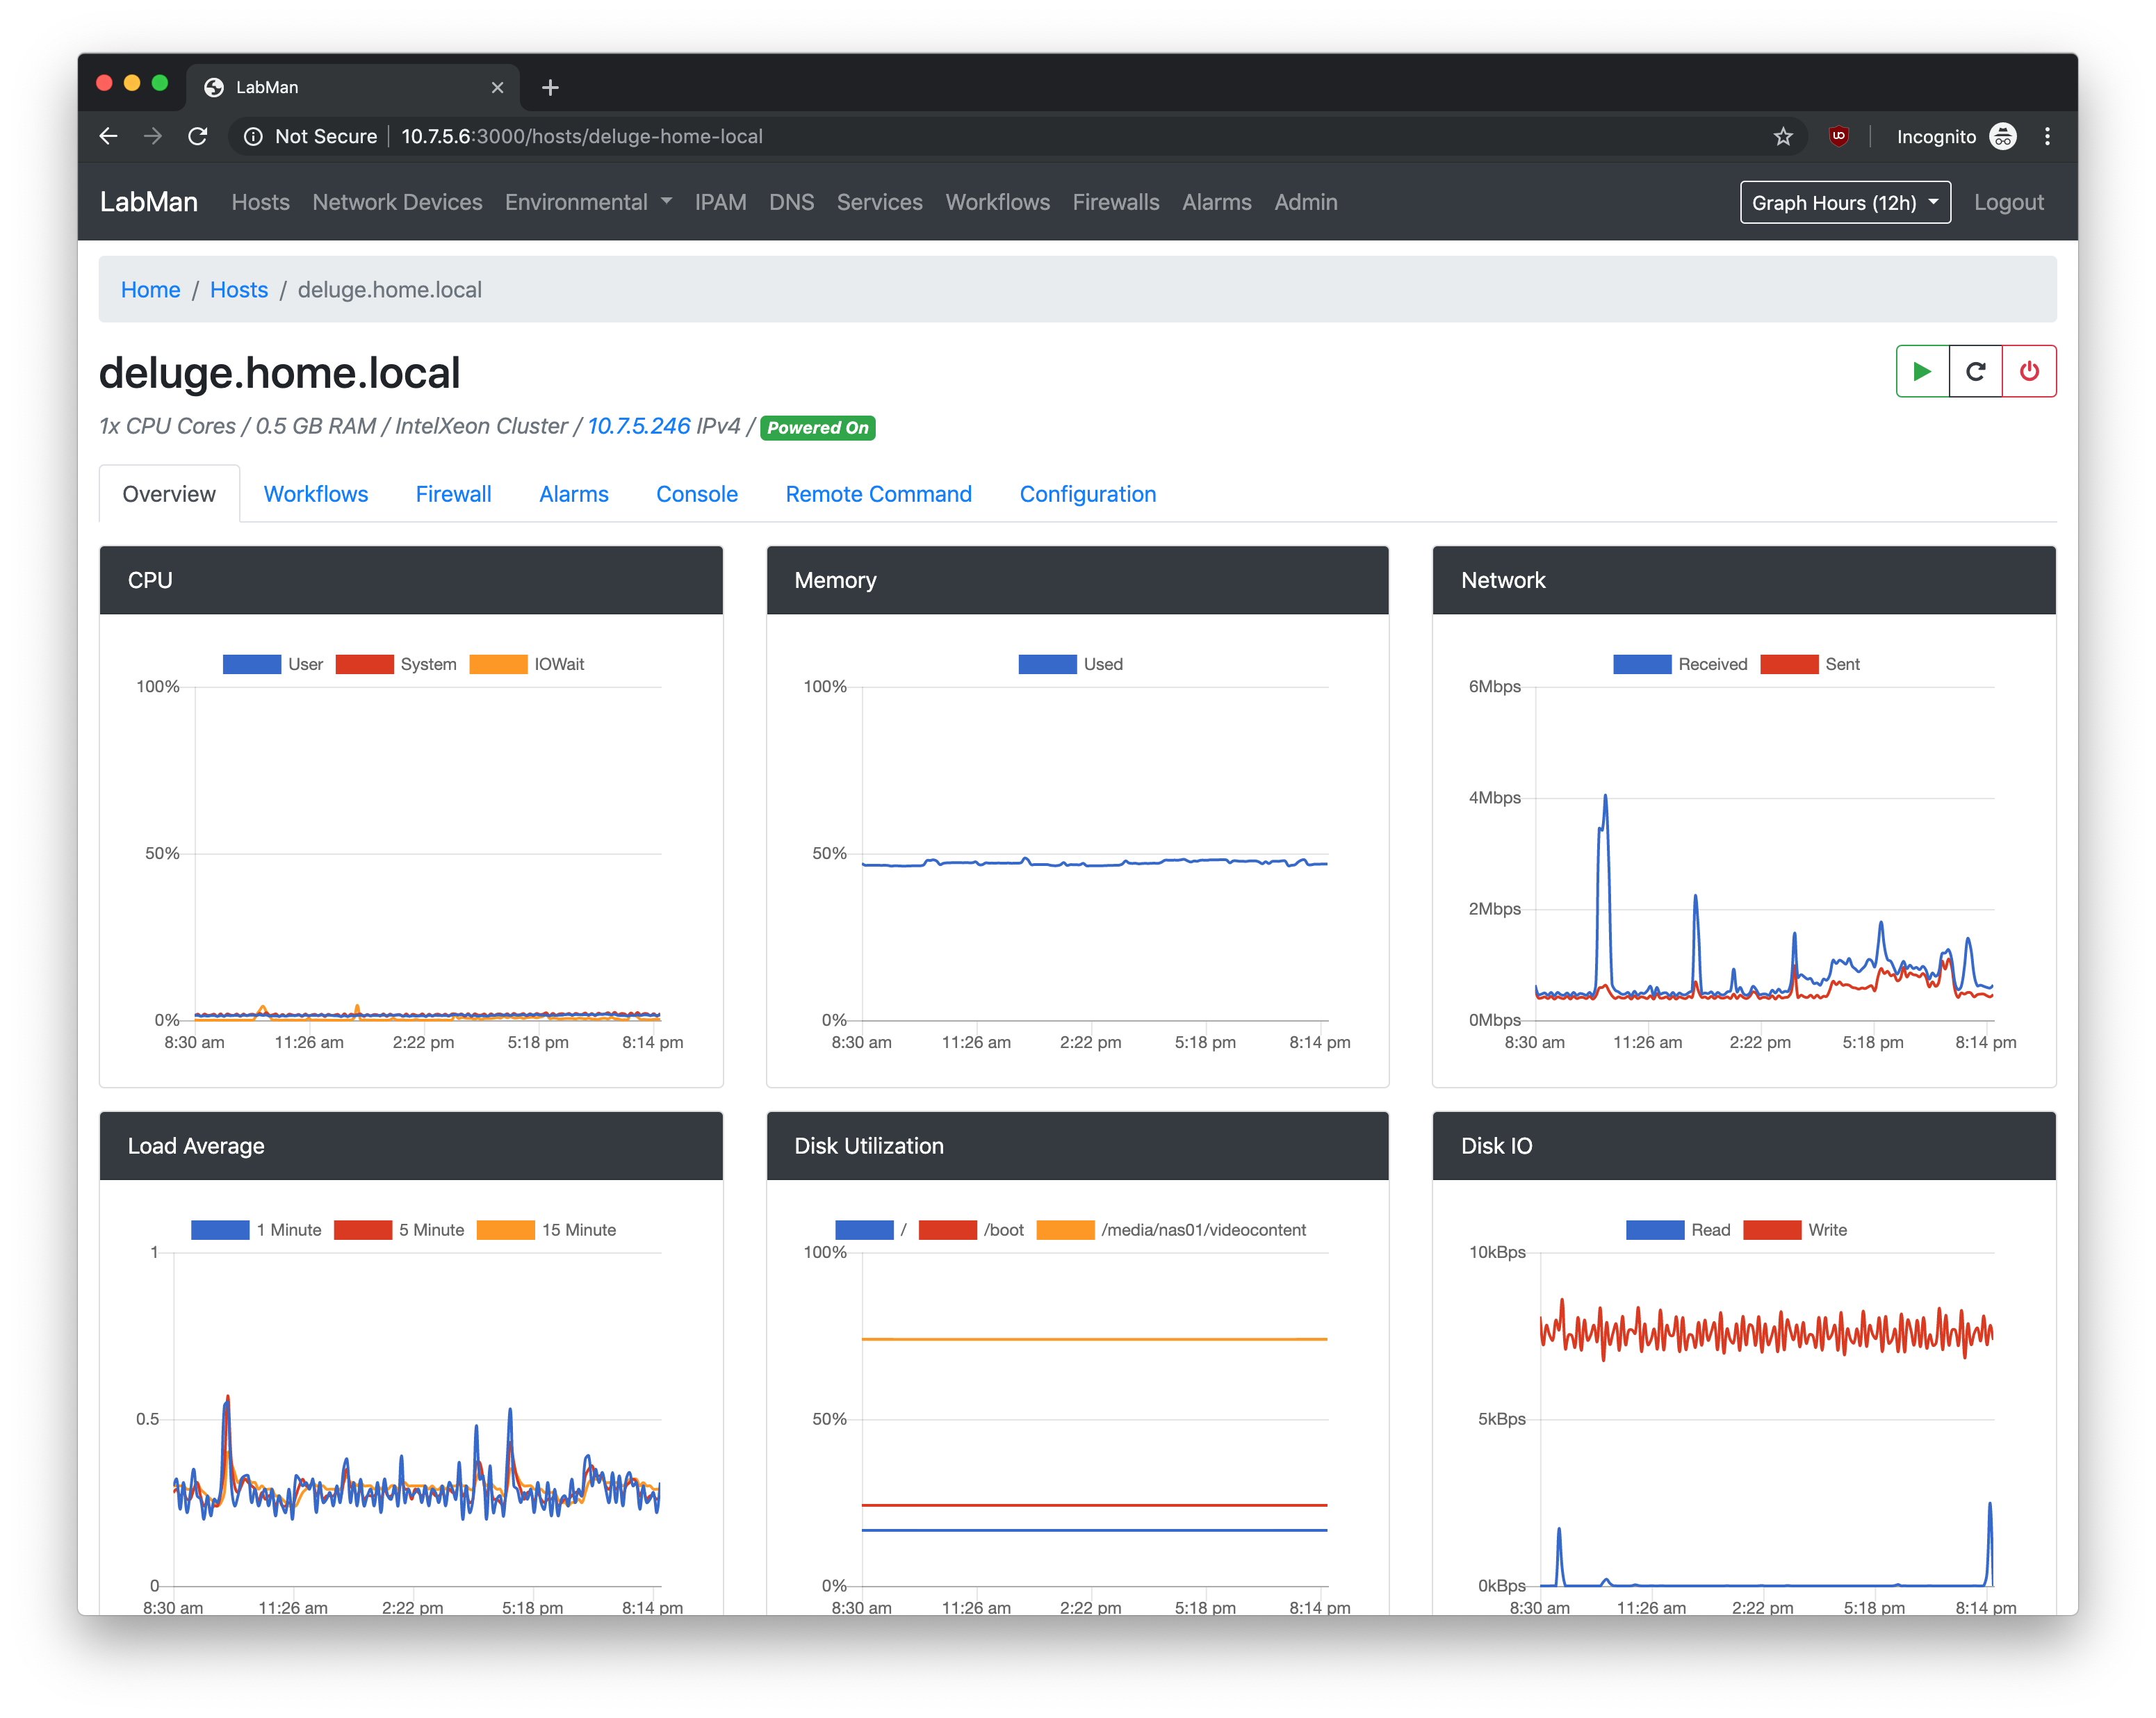 LabMan
Not Secure 10.7.5.6:3000/hosts/deluge-home-local Incognito
LabMan Hosts Network Devices Environmental IPAM DNS Services Workflows Firewalls Alarms Admin Graph Hours (12h) Logout
Home / Hosts / deluge.home.local
deluge.home.local
1x CPU Cores / 0.5 GB RAM / IntelXeon Cluster / 10.7.5.246 IPv4 / Powered On
Overview Workflows Firewall Alarms Console Remote Command Configuration
CPU
User System IOWait
100%
50%
0%
8:30 am 11:26 am 2:22 pm 5:18 pm 8:14 pm
Memory
Used
100%
50%
0%
8:30 am 11:26 am 2:22 pm 5:18 pm 8:14 pm
Network
Received Sent
6Mbps
4Mbps
2Mbps
0Mbps
8:30 am 11:26 am 2:22 pm 5:18 pm 8:14 pm
Load Average
1 Minute 5 Minute 15 Minute
1
0.5
0
8:30 am 11:26 am 2:22 pm 5:18 pm 8:14 pm
Disk Utilization
/ /boot /media/nas01/videocontent
100%
50%
0%
8:30 am 11:26 am 2:22 pm 5:18 pm 8:14 pm
Disk IO
Read Write
10kBps
5kBps
0kBps
8:30 am 11:26 am 2:22 pm 5:18 pm 8:14 pm